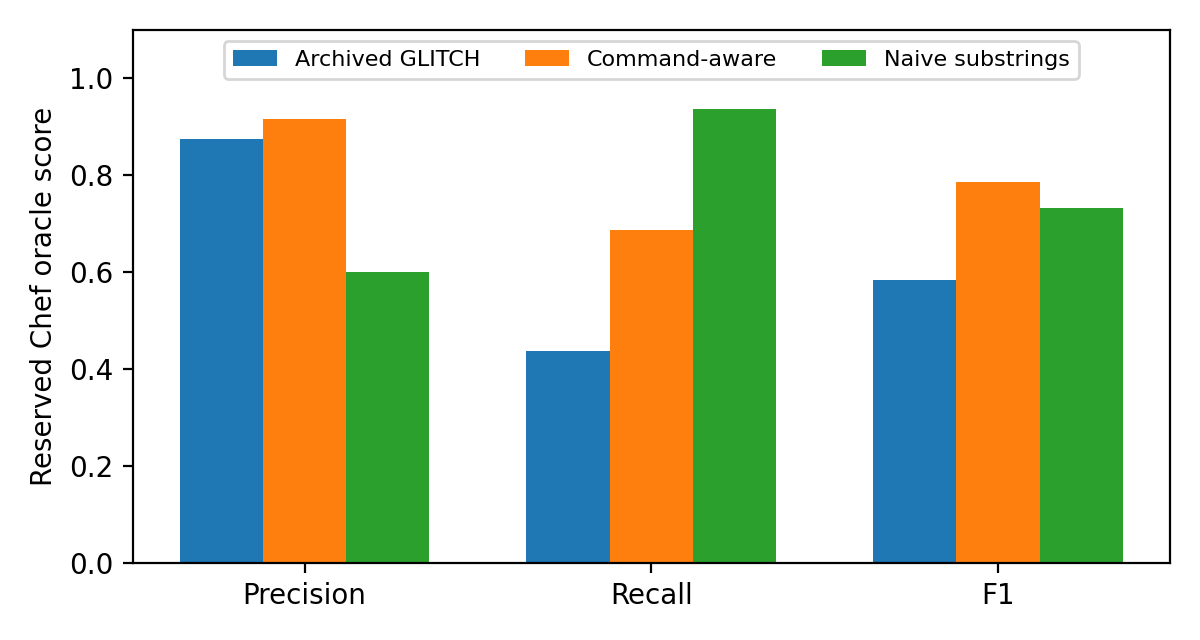 Archived GLITCH
Command-aware
Naive substrings
Reserved Chef oracle score
1.0
0.8
0.6
0.4
0.2
0.0
Precision
Recall
F1